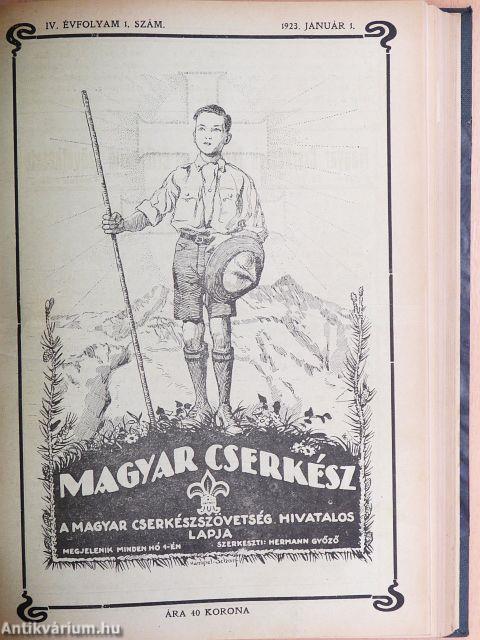 IV. ÉVFOLYAM 1. SZÁM.
1923. JANUÁR 1.
MAGYAR CSERKÉSZ
A MAGYAR CSERKÉSZSZÖVETSÉG HIVATALOS
LAPJA
MEGJELENIK MINDEN HÓ 1-ÉN
SZERKESZTI: HERMANN GYŐZŐ
ÁRA 40 KORONA
Antikvárium.hu